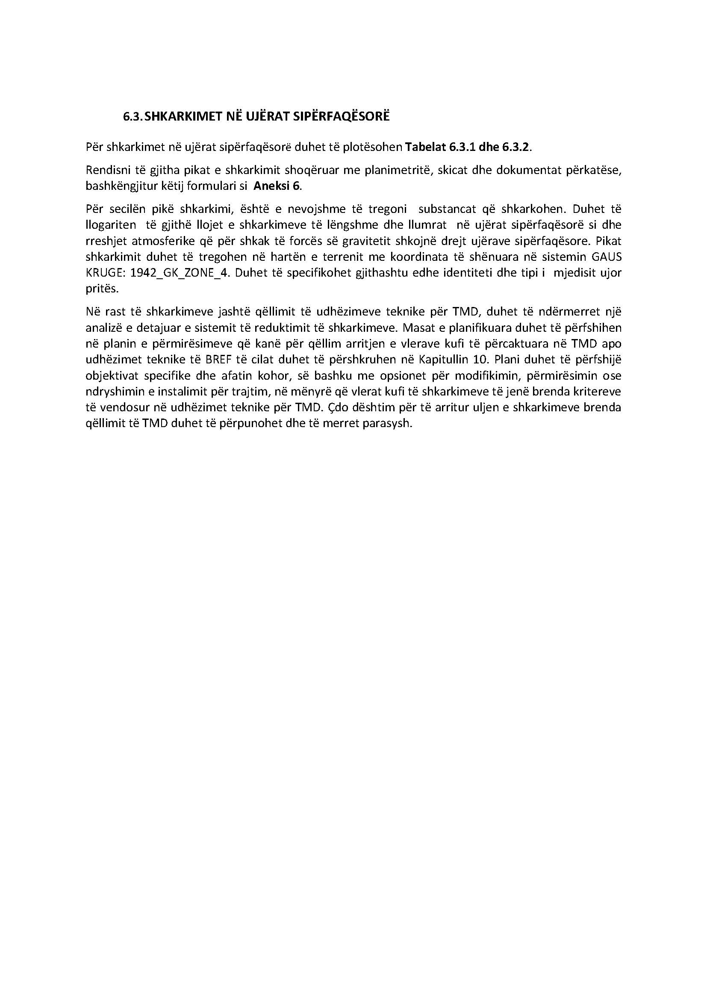 6.3. SHKARKIMET NË UJËRAT SIPËRFAQËSORË
Për shkarkimet në ujërat sipërfaqësorë duhet të plotësohen Tabelat 6.3.1 dhe 6.3.2.
Rendisni të gjitha pikat e shkarkimit shoqëruar me planimetritë, skicat dhe dokumentat përkatëse,
bashkëngjitur këtij formulari si Aneksi 6.
Për secilën pikë shkarkimi, është e nevojshme të tregoni substancat që shkarkohen. Duhet të
llogariten të gjithë llojet e shkarkimeve të lëngshme dhe llumrat në ujërat sipërfaqësorë si dhe
rreshjet atmosferike që për shkak të forcës së gravitetit shkojnë drejt ujërave sipërfaqësore. Pikat
shkarkimit duhet të tregohen në hartën e terrenit me koordinata të shënuara në sistemin GAUS
KRUGE: 1942_GK_ZONE_4. Duhet të specifikohet gjithashtu edhe identiteti dhe tipi i mjedisit ujor
pritës.
Në rast të shkarkimeve jashtë qëllimit të udhëzimeve teknike për TMD, duhet të ndërmerret një
analizë e detajuar e sistemit të reduktimit të shkarkimeve. Masat e planifikuara duhet të përfshihen
në planin e përmirësimeve që kanë për qëllim arritjen e vlerave kufi të përcaktuara në TMD apo
udhëzimet teknike të BREF të cilat duhet të përshkruhen në Kapitullin 10. Plani duhet të përfshijë
objektivat specifike dhe afatin kohor, së bashku me opsionet për modifikimin, përmirësimin ose
ndryshimin e instalimit për trajtim, në mënyrë që vlerat kufi të shkarkimeve të jenë brenda kritereve
të vendosur në udhëzimet teknike për TMD. Çdo dështim për të arritur uljen e shkarkimeve brenda
qëllimit të TMD duhet të përpunohet dhe të merret parasysh.